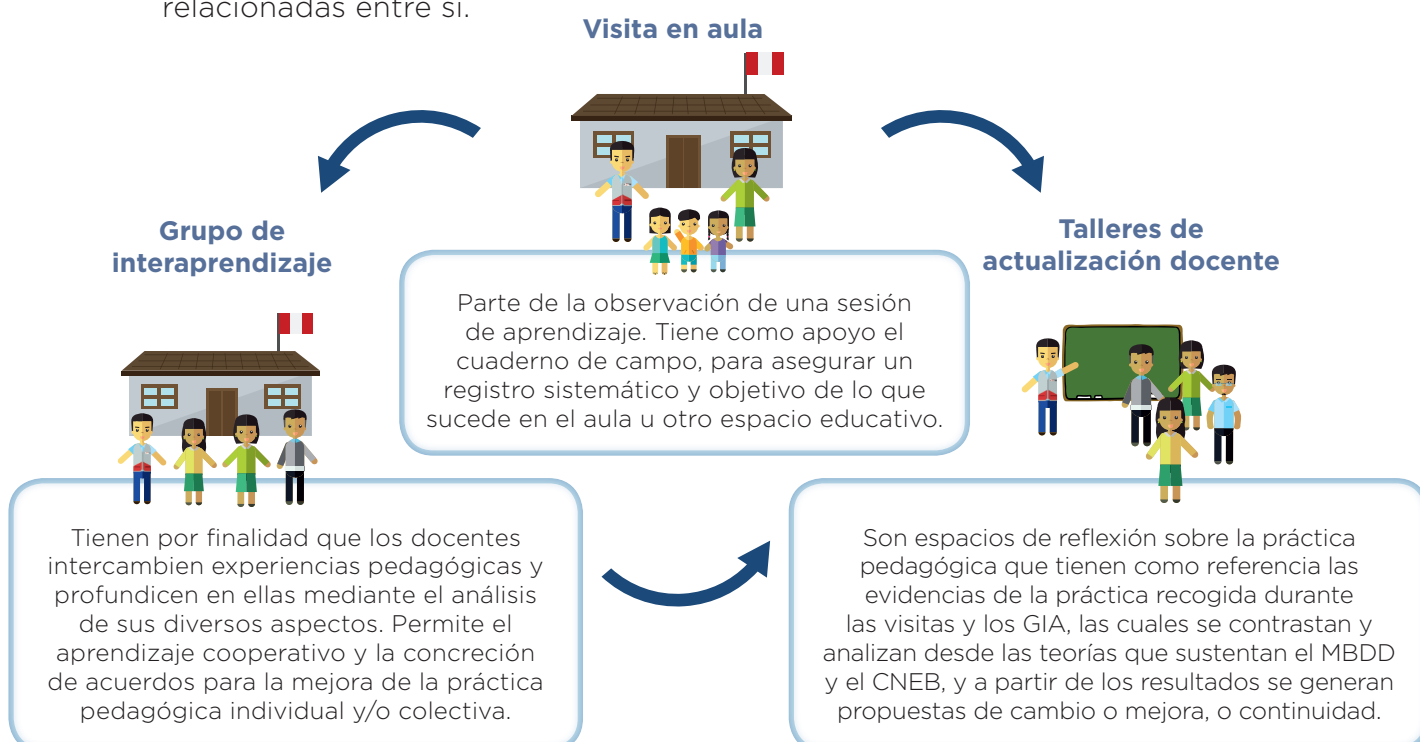 relacionadas entre sí.
Visita en aula
Parte de la observación de una sesión
de aprendizaje. Tiene como apoyo el
cuaderno de campo, para asegurar un
registro sistemático y objetivo de lo que
sucede en el aula u otro espacio educativo.
Grupo de
interaprendizaje
Tienen por finalidad que los docentes
intercambien experiencias pedagógicas y
profundicen en ellas mediante el análisis
de sus diversos aspectos. Permite el
aprendizaje cooperativo y la concreción
de acuerdos para la mejora de la práctica
pedagógica individual y/o colectiva.
Talleres de
actualización docente
Son espacios de reflexión sobre la práctica
pedagógica que tienen como referencia las
evidencias de la práctica recogida durante
las visitas y los GIA, las cuales se contrastan y
analizan desde las teorías que sustentan el MBDD
y el CNEB, y a partir de los resultados se generan
propuestas de cambio o mejora, o continuidad.